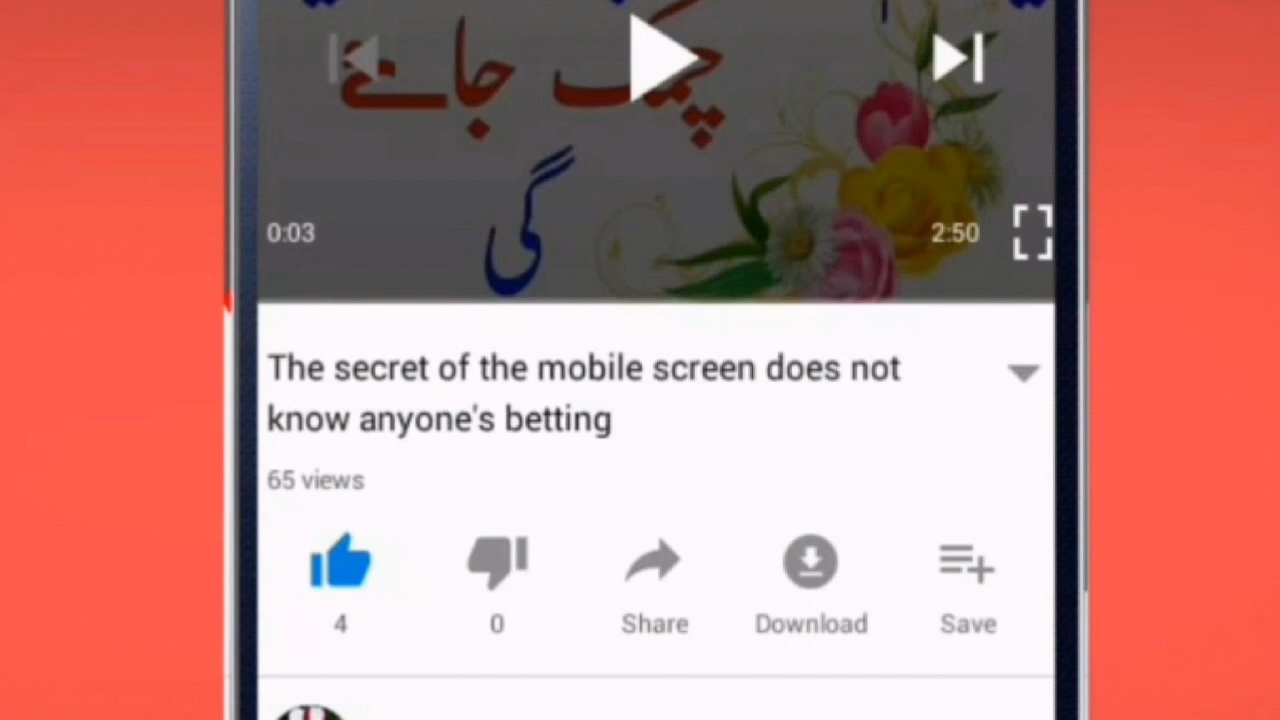 چمک جائے
گی
0:03
2:50
The secret of the mobile screen does not
know anyone's betting
65 views
4
0
Share
Download
Save